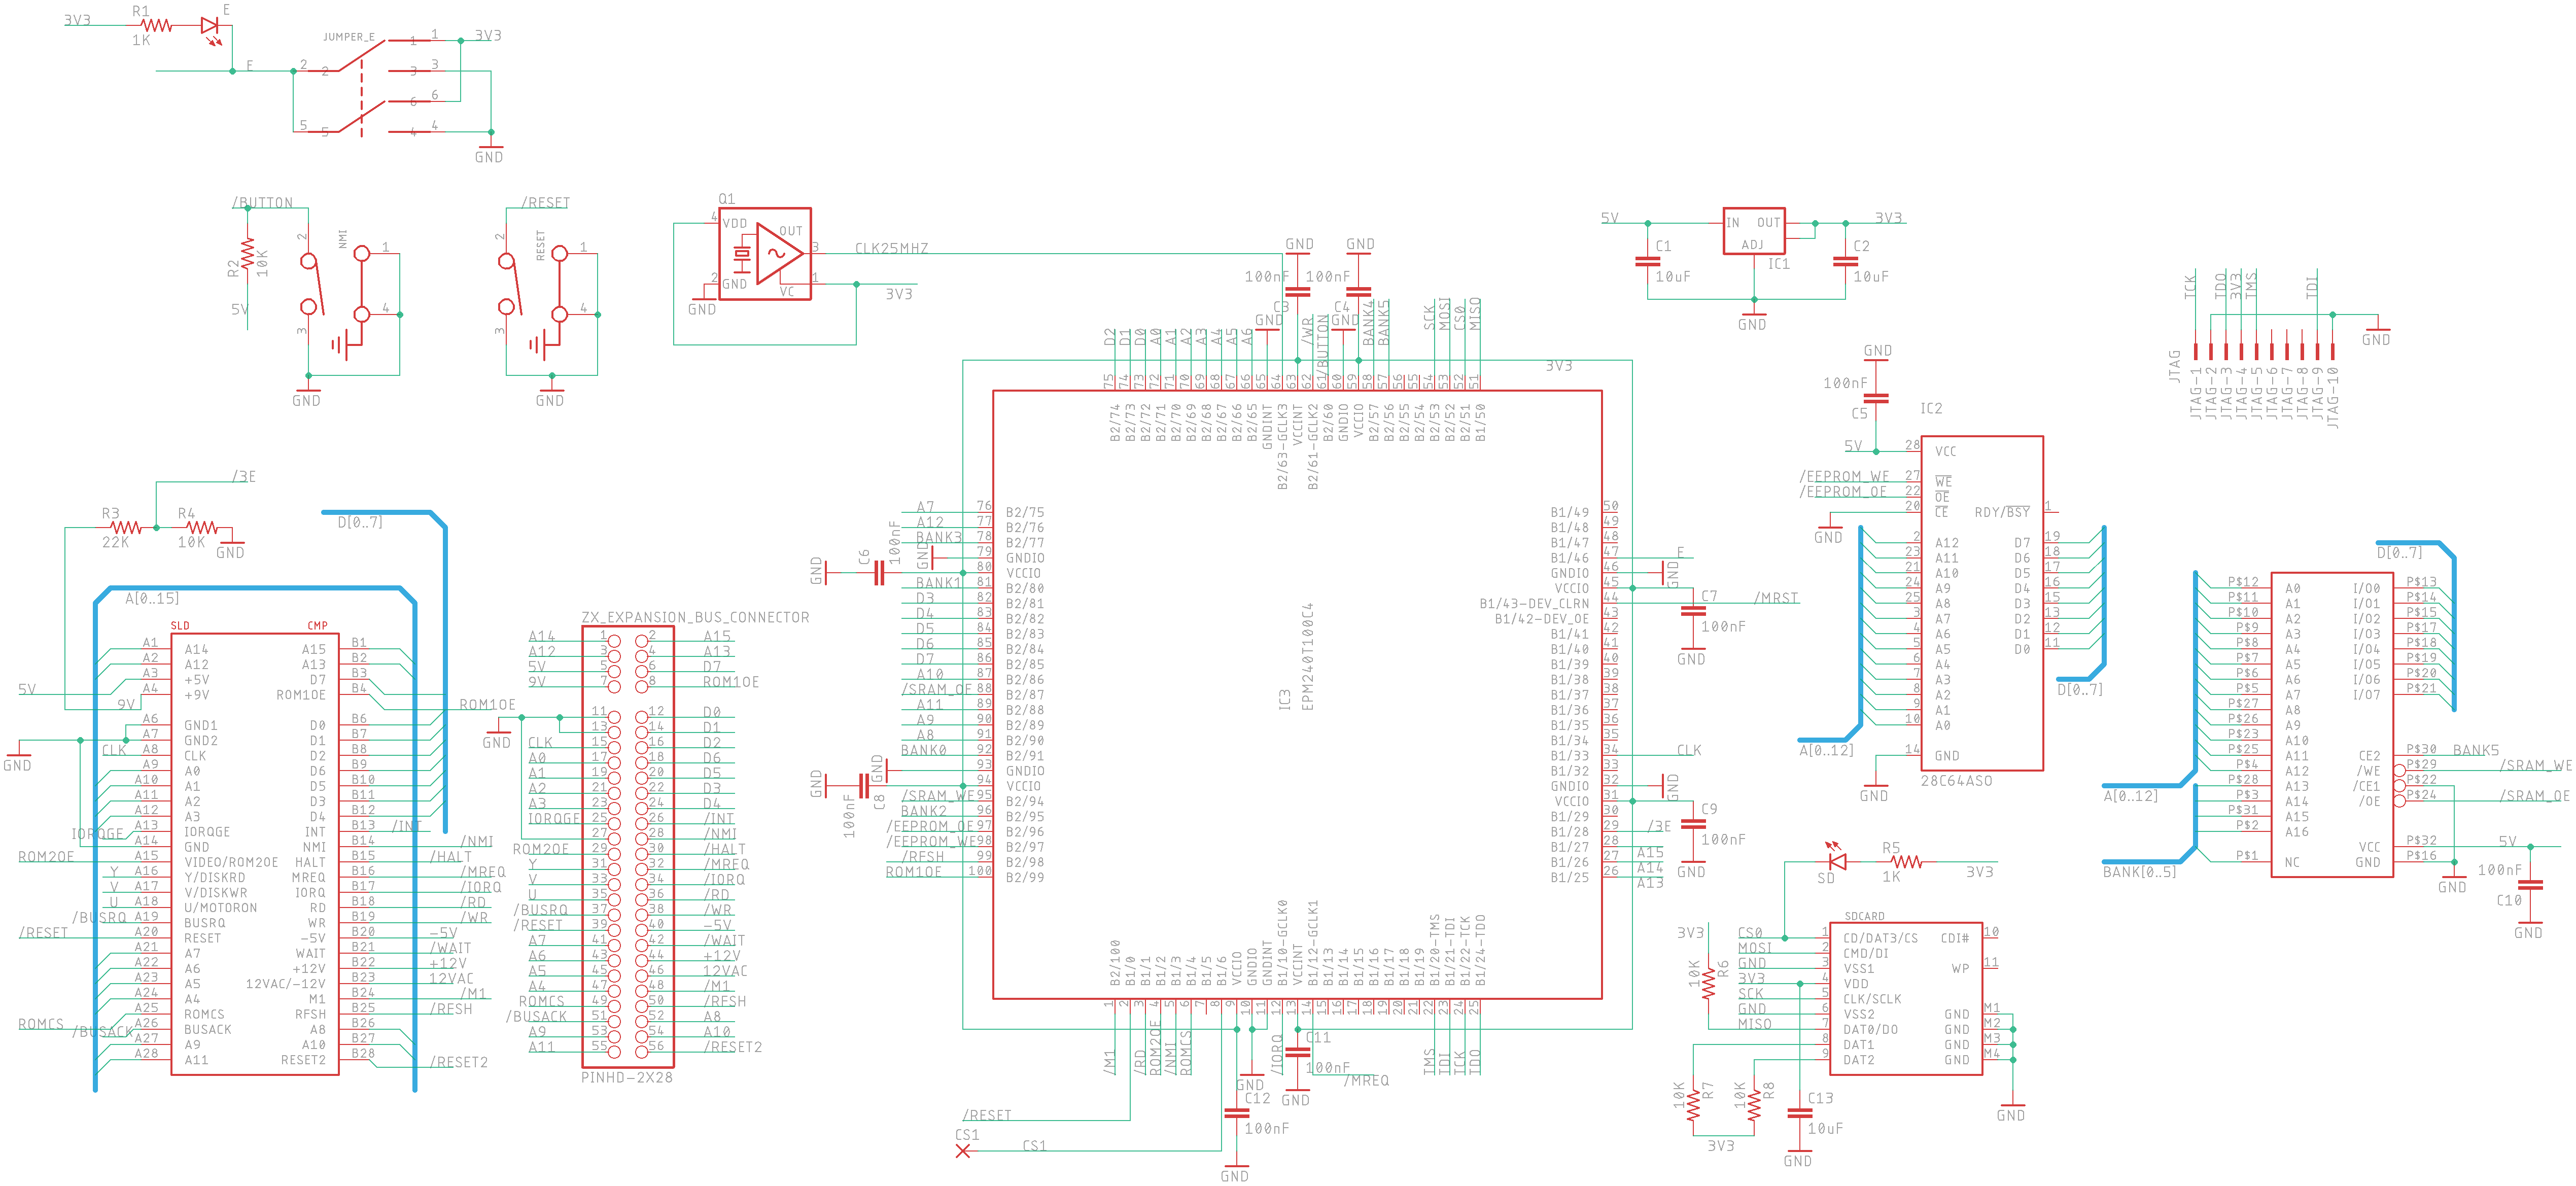 3V3
R1
1K
E
E
JUMPER_E
2 2
5 5
1 1
3 3
6 6
4 4
3V3
GND
/BUTTON
R2
10K
5V
NMI
2
3
1
4
GND
/RESET
RESET
2
3
1
4
GND
Q1
4 VDD
OUT
3
CLK25MHZ
2 GND
VC
1
GND
3V3
5V
C1
10uF
IN OUT
ADJ
IC1
C2
10uF
3V3
GND
TCK
TDO
3V3
TMS
TDI
GND
JTAG
JTAG-1
JTAG-2
JTAG-3
JTAG-4
JTAG-5
JTAG-6
JTAG-7
JTAG-8
JTAG-9
JTAG-10
/3E
R3
22K
R4
10K
GND
D[0..7]
A[0..15]
SLD CMP
A1 A14
A2 A12
A3 +5V
A4 +9V
A6 GND1
A7 GND2
A8 CLK
A9 A0
A10 A1
A11 A2
A12 A3
A13 IORQGE
A14 GND
A15 VIDEO/ROM2OE
A16 Y/DISKRD
A17 V/DISKWR
A18 U/MOTORON
A19 BUSRQ
A20 RESET
A21 A7
A22 A6
A23 A5
A24 A4
A25 ROMCS
A26 BUSACK
A27 A9
A28 A11
A15 B1
A13 B2
D7 B3
ROM1OE B4
D0 B6
D1 B7
D2 B8
D6 B9
D5 B10
D3 B11
D4 B12
INT B13
NMI B14
HALT B15
MREQ B16
IORQ B17
RD B18
WR B19
-5V B20
WAIT B21
+12V B22
12VAC/-12V B23
M1 B24
RFSH B25
A8 B26
A10 B27
RESET2 B28
5V
9V
GND
CLK
IORQGE
ROM2OE
Y
V
U
/BUSRQ
/RESET
ROMCS
/BUSACK
ROM1OE
/INT
/NMI
/HALT
/MREQ
/IORQ
/RD
/WR
-5V
/WAIT
+12V
12VAC
/M1
/RFSH
/RESET2
ZX_EXPANSION_BUS_CONNECTOR
A14 1 2 A15
A12 3 4 A13
5V 5 6 D7
9V 7 8 ROM1OE
11 12 D0
13 14 D1
GND
CLK 15 16 D2
A0 17 18 D6
A1 19 20 D5
A2 21 22 D3
A3 23 24 D4
IORQGE 25 26 /INT
27 28 /NMI
ROM2OE 29 30 /HALT
Y 31 32 /MREQ
V 33 34 /IORQ
U 35 36 /RD
/BUSRQ 37 38 /WR
/RESET 39 40 -5V
A7 41 42 /WAIT
A6 43 44 +12V
A5 45 46 12VAC
A4 47 48 /M1
ROMCS 49 50 /RFSH
/BUSACK 51 52 A8
A9 53 54 A10
A11 55 56 /RESET2
PINHD-2X28
GND
GND
100nF
100nF
C3
C4
GND
GND
3V3
D2 75 B2/74
D1 74 B2/73
D0 73 B2/72
A0 72 B2/71
A1 71 B2/70
A2 70 B2/69
A3 69 B2/68
A4 68 B2/67
A5 67 B2/66
A6 66 B2/65
65 GNDINT
64 B2/63-GCLK3
63 VCCINT
/WR 62 B2/61-GCLK2
/BUTTON 61 B2/60
60 GNDIO
59 VCCIO
BANK4 58 B2/57
BANK5 57 B2/56
56 B2/55
55 B2/54
SCK 54 B2/53
MOSI 53 B2/52
CS0 52 B2/51
MISO 51 B1/50
A7 76 B2/75
A12 77 B2/76
BANK3 78 B2/77
79 GNDIO
80 VCCIO
BANK1 81 B2/80
D3 82 B2/81
D4 83 B2/82
D5 84 B2/83
D6 85 B2/84
D7 86 B2/85
A10 87 B2/86
/SRAM_OE 88 B2/87
A11 89 B2/88
A9 90 B2/89
A8 91 B2/90
BANK0 92 B2/91
93 GNDIO
94 VCCIO
/SRAM_WE 95 B2/94
BANK2 96 B2/95
/EEPROM_OE 97 B2/96
/EEPROM_WE 98 B2/97
/RFSH 99 B2/98
ROM1OE 100 B2/99
GND
C6
100nF
GND
GND
100nF
C8
GND
IC3
EPM240T100C4
B1/49 50
B1/48 49
B1/47 48
B1/46 47 E
GNDIO 46 GND
VCCIO 45
B1/43-DEV_CLRN 44 /MRST
B1/42-DEV_OE 43
B1/41 42
B1/40 41
B1/39 40
B1/38 39
B1/37 38
B1/36 37
B1/35 36
B1/34 35
B1/33 34 CLK
B1/32 33
GNDIO 32 GND
VCCIO 31
B1/29 30
B1/28 29 /3E
B1/27 28 A15
B1/26 27 A14
B1/25 26 A13
C7
100nF
GND
C9
100nF
GND
B2/100 1 /M1
B1/0 2
B1/1 3 /RD
B1/2 4 ROM2OE
B1/3 5 /NMI
B1/4 6 ROMCS
B1/5 7
B1/6 8
VCCIO 9
GNDIO 10
GNDINT 11
B1/10-GCLK0 12 /IORQ
VCCINT 13
B1/12-GCLK1 14 /MREQ
B1/13 15
B1/14 16
B1/15 17
B1/16 18
B1/17 19
B1/18 20
B1/19 21
B1/20-TMS 22 TMS
B1/21-TDI 23 TDI
B1/22-TCK 24 TCK
B1/24-TDO 25 TDO
C11
100nF
GND
GND
C12
100nF
GND
/RESET
CS1
CS1
GND
100nF
C5
5V
IC2
28 VCC
/EEPROM_WE 27 WE
/EEPROM_OE 22 OE
20 CE
GND
RDY/BSY 1
2 A12
23 A11
21 A10
24 A9
25 A8
3 A7
4 A6
5 A5
6 A4
7 A3
8 A2
9 A1
10 A0
14 GND
D7 19
D6 18
D5 17
D4 16
D3 15
D2 13
D1 12
D0 11
A[0..12]
D[0..7]
28C64ASO
GND
D[0..7]
P$12 A0
P$11 A1
P$10 A2
P$9 A3
P$8 A4
P$7 A5
P$6 A6
P$5 A7
P$27 A8
P$26 A9
P$23 A10
P$25 A11
P$4 A12
P$28 A13
P$3 A14
P$31 A15
P$2 A16
P$1 NC
I/O0 P$13
I/O1 P$14
I/O2 P$15
I/O3 P$17
I/O4 P$18
I/O5 P$19
I/O6 P$20
I/O7 P$21
CE2 P$30 BANK5
/WE P$29 /SRAM_WE
/CE1 P$22
/OE P$24 /SRAM_OE
VCC P$32 5V
GND P$16
A[0..12]
BANK[0..5]
GND
100nF
C10
GND
SD
R5
1K
3V3
SDCARD
CS0 1 CD/DAT3/CS
MOSI 2 CMD/DI
GND 3 VSS1
3V3 4 VDD
SCK 5 CLK/SCLK
GND 6 VSS2
MISO 7 DAT0/DO
8 DAT1
9 DAT2
CDI# 10
WP 11
GND M1
GND M2
GND M3
GND M4
GND
3V3
10K
R6
10K
R7
10K
R8
3V3
C13
10uF
GND